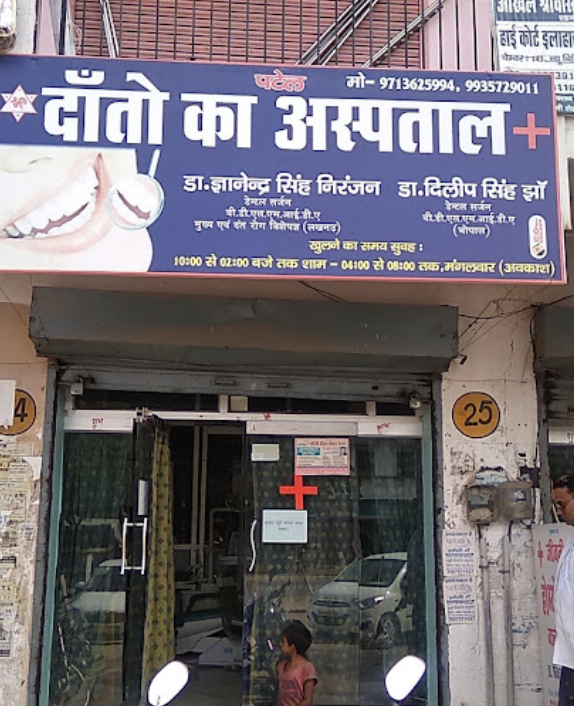 पटेल मो– 9713625994, 9935729011
दाँतो का अस्पताल
डा.ज्ञानेन्द्र सिंह निरंजन डा.दिलीप सिंह झाँ
डेन्टल सर्जन डेन्टल सर्जन
बी.डी.एस.एम.आई.डी.ए बी.डी.एस.एम.आई.डी.ए
मुख्य एवं दंत रोग विशेषज्ञ (लखनऊ) (भोपाल)
खुलने का समय सुबह :
10:00 से 02:00 बजे तक शाम – 04:00 से 08:00 तक,मंगलवार (अवकाश)
हाई कोर्ट
4
25
शुभ